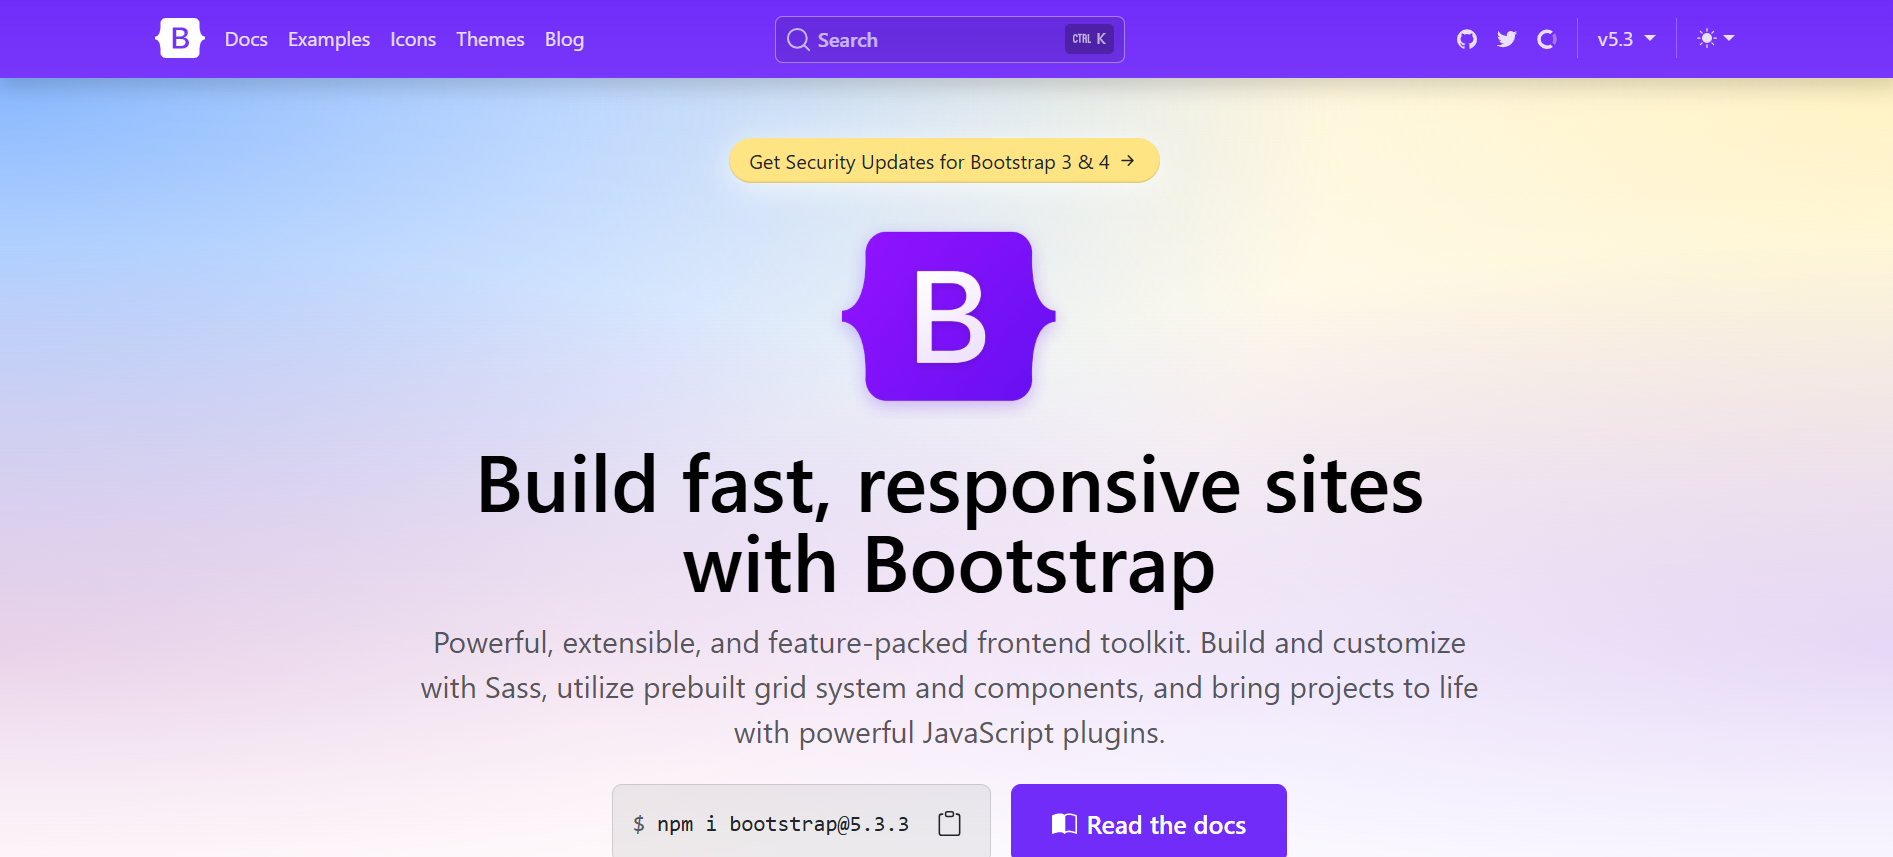 B Docs Examples Icons Themes Blog Search CTRL K v5.3
Get Security Updates for Bootstrap 3 & 4 →
B
Build fast, responsive sites
with Bootstrap
Powerful, extensible, and feature-packed frontend toolkit. Build and customize
with Sass, utilize prebuilt grid system and components, and bring projects to life
with powerful JavaScript plugins.
$ npm i bootstrap@5.3.3 Read the docs